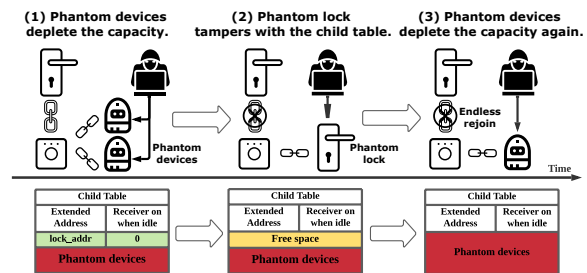 (1) Phantom devices
deplete the capacity.
(2) Phantom lock
tampers with the child table.
(3) Phantom devices
deplete the capacity again.
Phantom
devices
Phantom
lock
Endless
rejoin
Time
Child Table
Extended
Address
Receiver on
when idle
lock_addr
0
Phantom devices
Child Table
Extended
Address
Receiver on
when idle
Free space
Phantom devices
Child Table
Extended
Address
Receiver on
when idle
Phantom devices